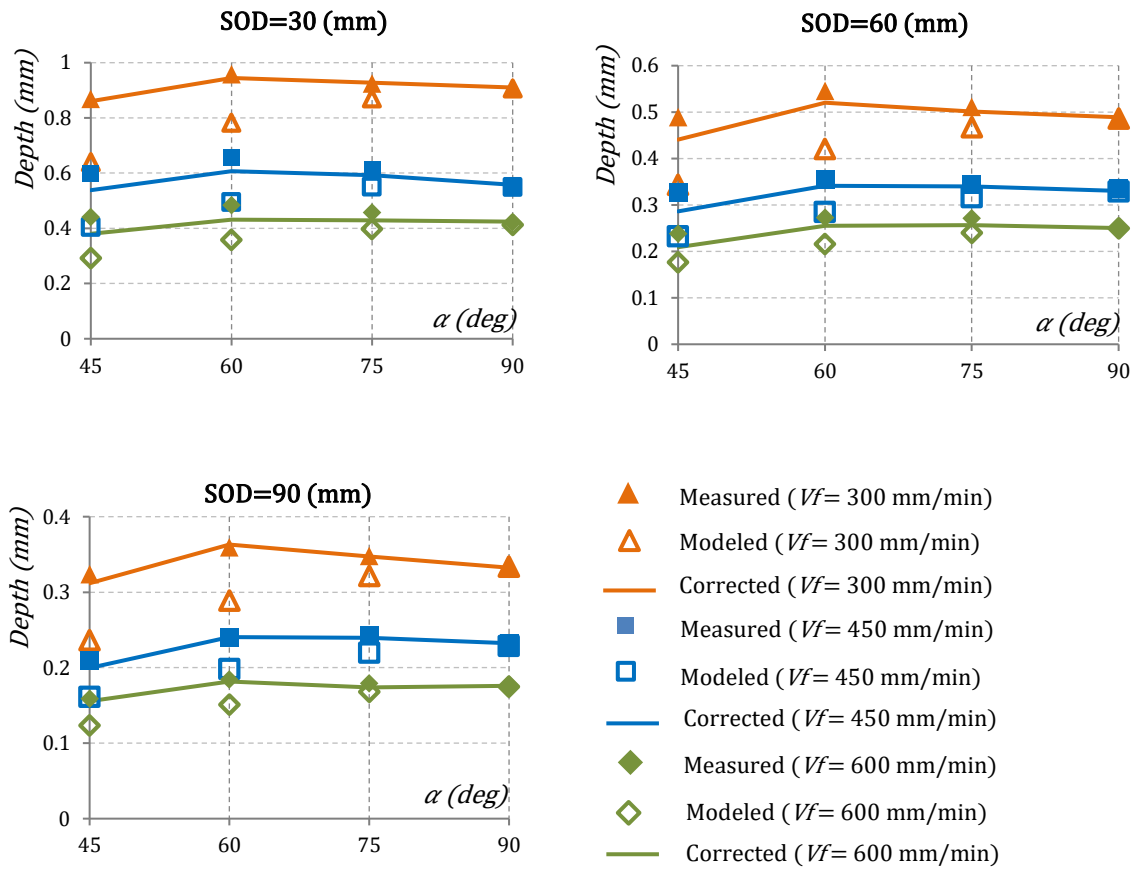 SOD=30 (mm)
Depth (mm)
1
0.8
0.6
0.4
0.2
0
α (deg)
45 60 75 90
SOD=60 (mm)
Depth (mm)
0.6
0.5
0.4
0.3
0.2
0.1
0
α (deg)
45 60 75 90
SOD=90 (mm)
Depth (mm)
0.4
0.3
0.2
0.1
0
α (deg)
45 60 75 90
Measured (Vf= 300 mm/min)
Modeled (Vf= 300 mm/min)
Corrected (Vf= 300 mm/min)
Measured (Vf= 450 mm/min)
Modeled (Vf= 450 mm/min)
Corrected (Vf= 450 mm/min)
Measured (Vf= 600 mm/min)
Modeled (Vf= 600 mm/min)
Corrected (Vf= 600 mm/min)